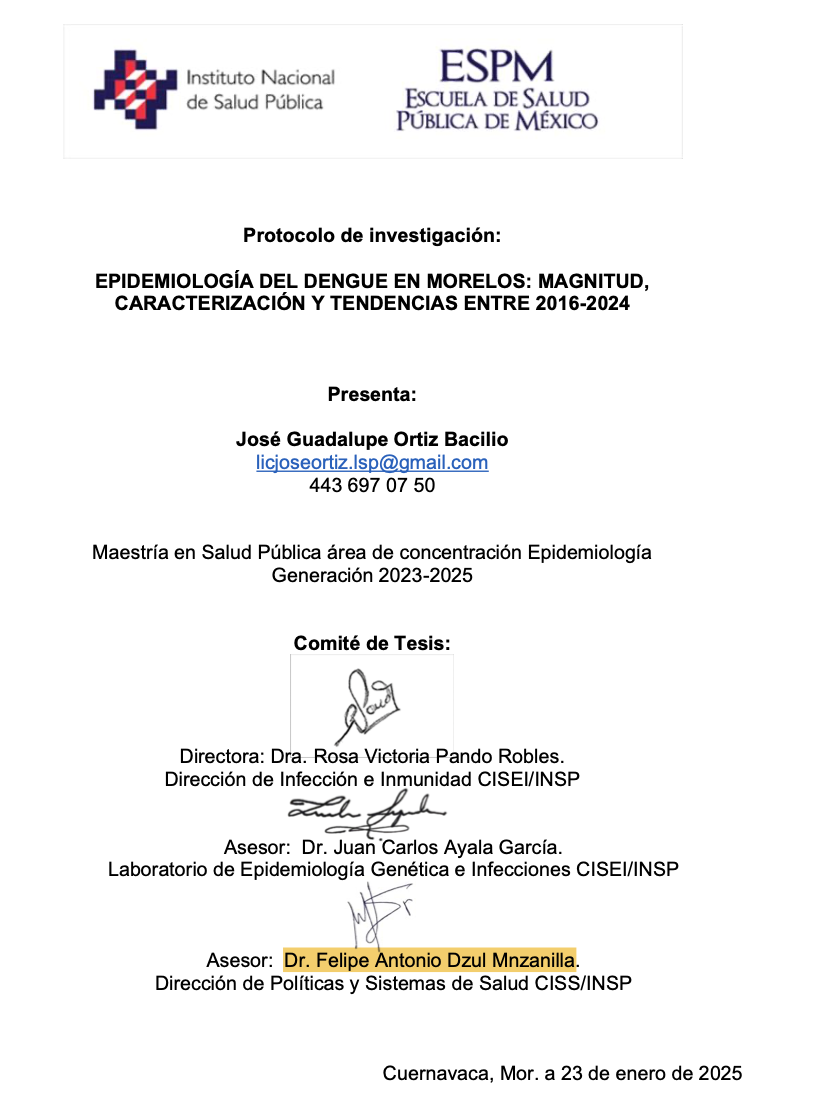 Instituto Nacional
de Salud Pública
ESPM
ESCUELA DE SALUD
PÚBLICA DE MÉXICO
Protocolo de investigación:
EPIDEMIOLOGÍA DEL DENGUE EN MORELOS: MAGNITUD,
CARACTERIZACIÓN Y TENDENCIAS ENTRE 2016-2024
Presenta:
José Guadalupe Ortiz Bacilio
licjoseortiz.lsp@gmail.com
443 697 07 50
Maestría en Salud Pública área de concentración Epidemiología
Generación 2023-2025
Comité de Tesis:
Directora: Dra. Rosa Victoria Pando Robles.
Dirección de Infección e Inmunidad CISEI/INSP
Asesor:  Dr. Juan Carlos Ayala García.
Laboratorio de Epidemiología Genética e Infecciones CISEI/INSP
Asesor:  Dr. Felipe Antonio Dzul Mnzanilla.
Dirección de Políticas y Sistemas de Salud CISS/INSP
Cuernavaca, Mor. a 23 de enero de 2025